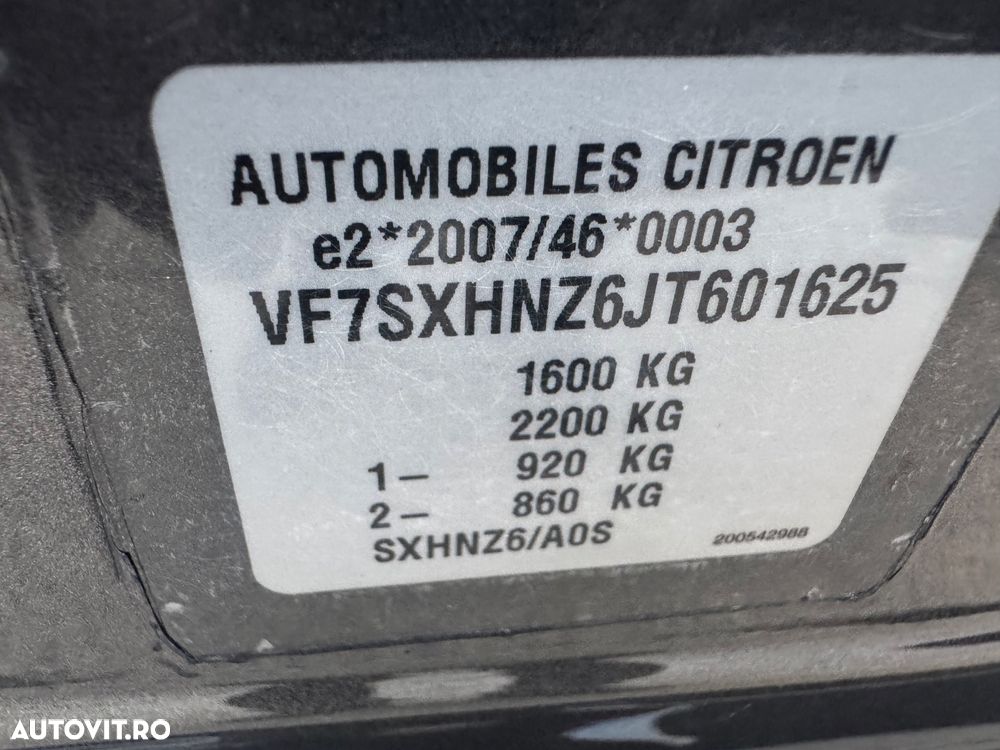 AUTOMOBILES CITROEN
e2*2007/46*0003
VF7SXHNZ6JT601625
1600 KG
2200 KG
1- 920 KG
2- 860 KG
SXHNZ6/A0S
200542988
AUTOVIT.RO